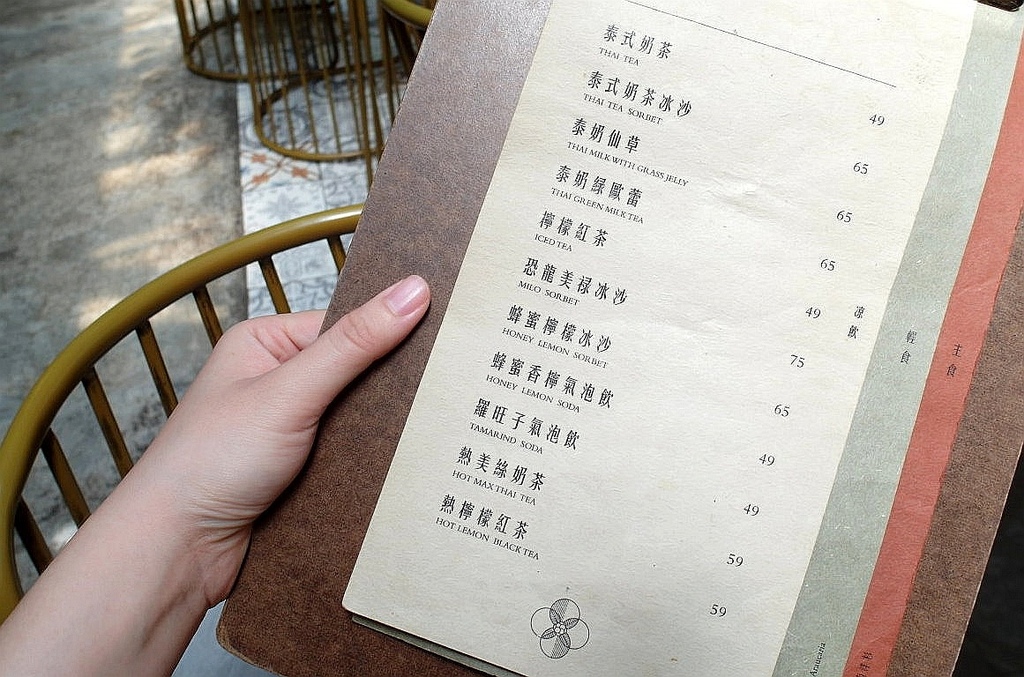 泰式奶茶 49
THAI TEA
泰式奶茶冰沙 65
THAI TEA SORBET
泰奶仙草 65
THAI MILK WITH GRASS JELLY
泰奶綠歐蕾 65
THAI GREEN MILK TEA
檸檬紅茶 49
ICED TEA
恐龍美祿冰沙 75
MILO SORBET
蜂蜜檸檬冰沙 65
HONEY LEMON SORBET
蜂蜜香檸氣泡飲 49
HONEY LEMON SODA
羅旺子氣泡飲 49
TAMARIND SODA
熱美絲奶茶 59
HOT MAX THAI TEA
熱檸檬紅茶 59
HOT LEMON BLACK TEA
涼飲
輕食
主食
Araucaria